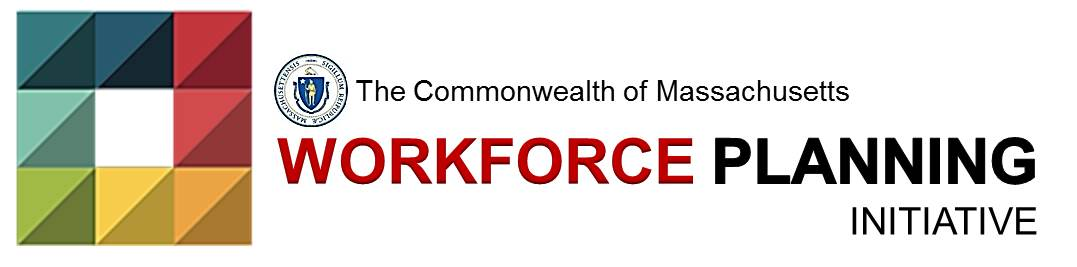 The Commonwealth of Massachusetts
WORKFORCE PLANNING
INITIATIVE